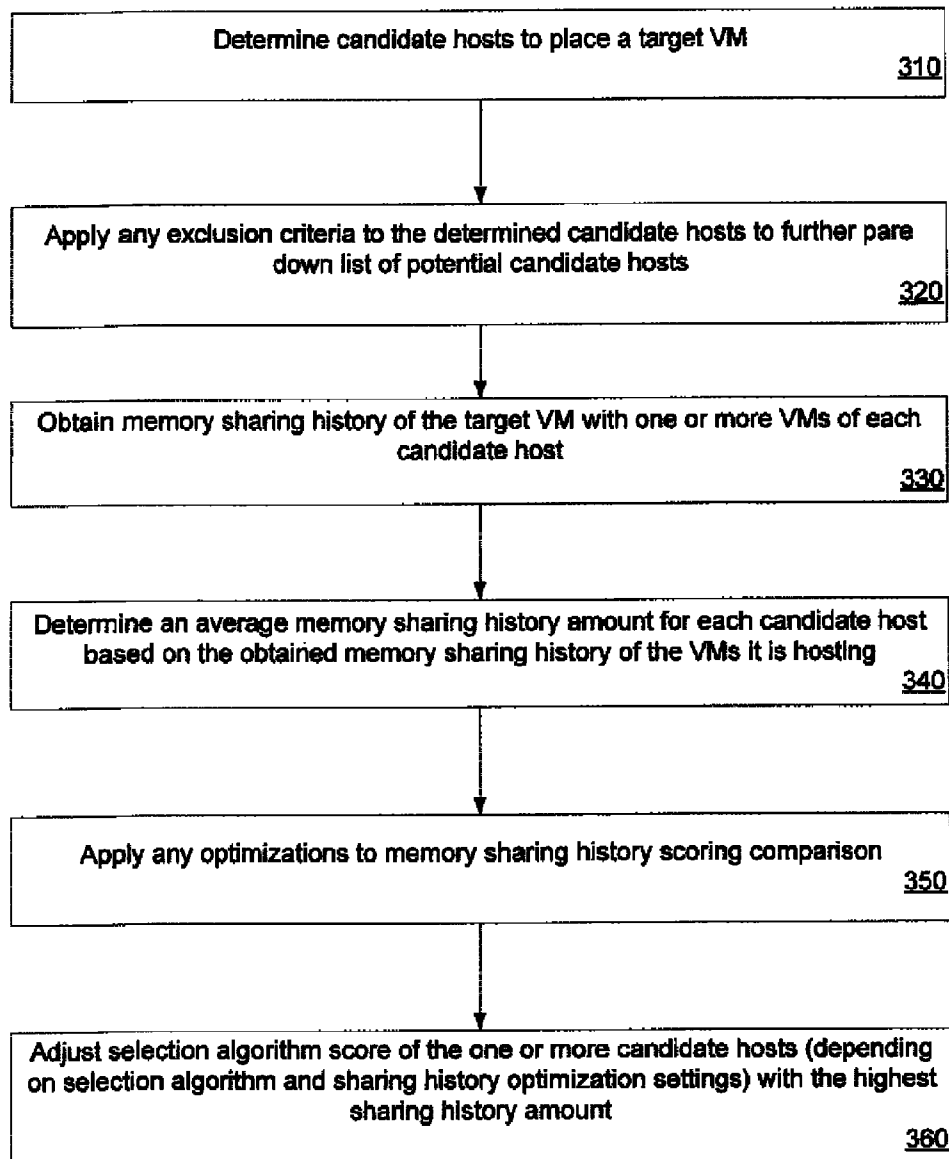 Determine candidate hosts to place a target VM
310
Apply any exclusion criteria to the determined candidate hosts to further pare
down list of potential candidate hosts
320
Obtain memory sharing history of the target VM with one or more VMs of each
candidate host
330
Determine an average memory sharing history amount for each candidate host
based on the obtained memory sharing history of the VMs it is hosting
340
Apply any optimizations to memory sharing history scoring comparison
350
Adjust selection algorithm score of the one or more candidate hosts (depending
on selection algorithm and sharing history optimization settings) with the highest
sharing history amount
360